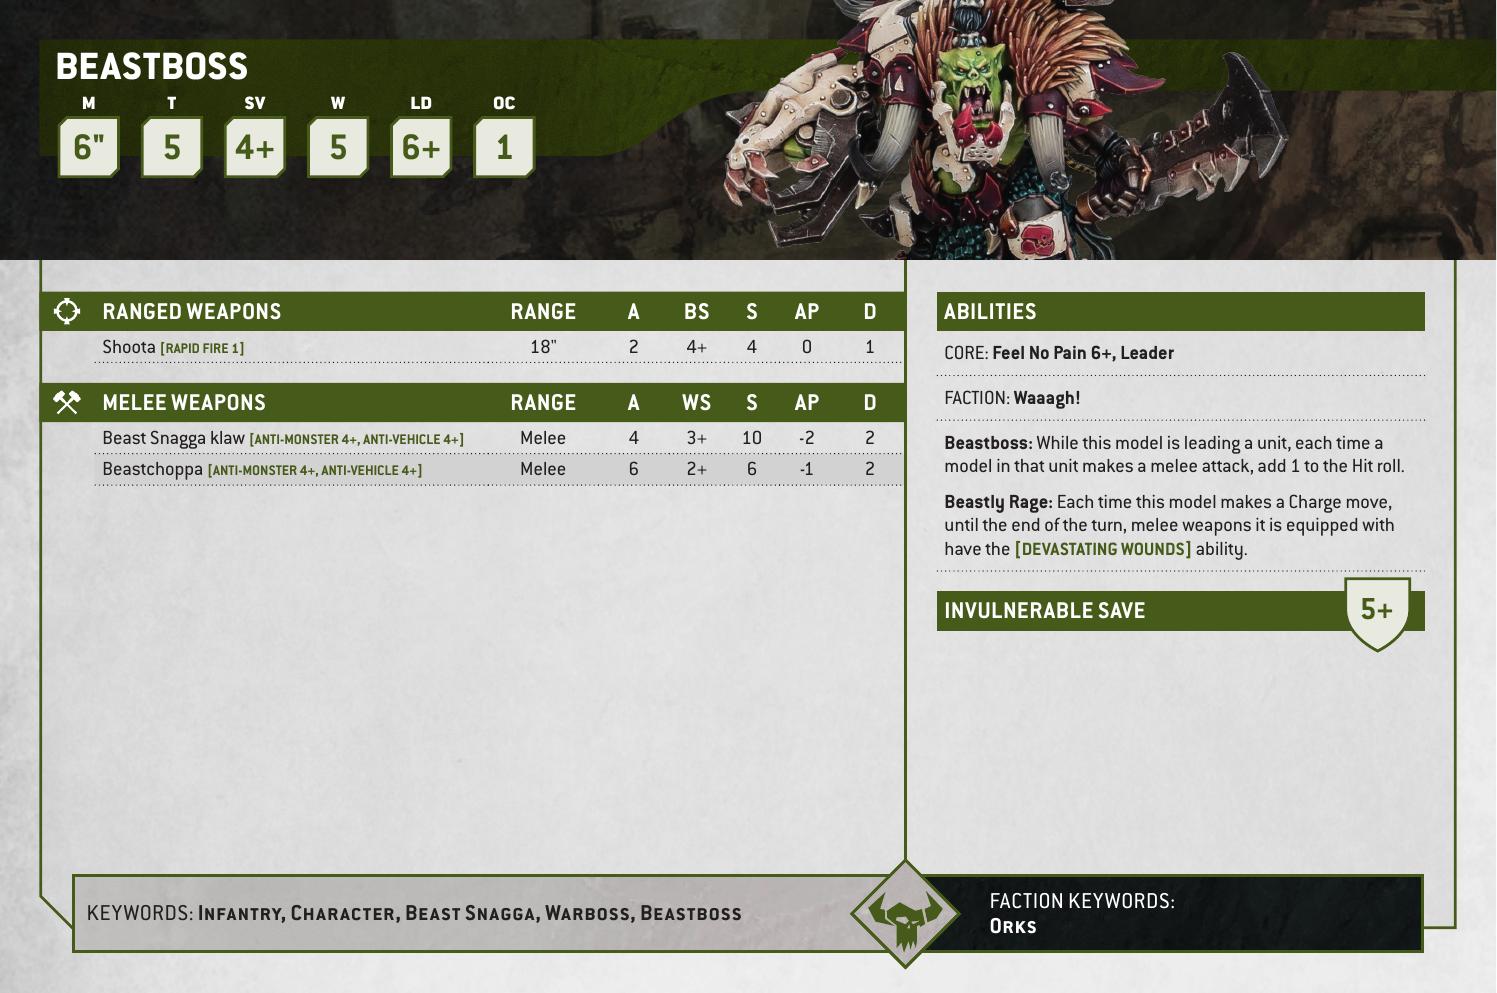 BEASTBOSS
M T SV W LD OC
6" 5 4+ 5 6+ 1
RANGED WEAPONS RANGE A BS S AP D
Shoota [RAPID FIRE 1] 18" 2 4+ 4 0 1
MELEE WEAPONS RANGE A WS S AP D
Beast Snagga klaw [ANTI-MONSTER 4+, ANTI-VEHICLE 4+] Melee 4 3+ 10 -2 2
Beastchoppa [ANTI-MONSTER 4+, ANTI-VEHICLE 4+] Melee 6 2+ 6 -1 2
ABILITIES
CORE: Feel No Pain 6+, Leader
FACTION: Waaagh!
Beastboss: While this model is leading a unit, each time a
model in that unit makes a melee attack, add 1 to the Hit roll.
Beastly Rage: Each time this model makes a Charge move,
until the end of the turn, melee weapons it is equipped with
have the [DEVASTATING WOUNDS] ability.
INVULNERABLE SAVE 5+
KEYWORDS: INFANTRY, CHARACTER, BEAST SNAGGA, WARBOSS, BEASTBOSS
FACTION KEYWORDS:
ORKS